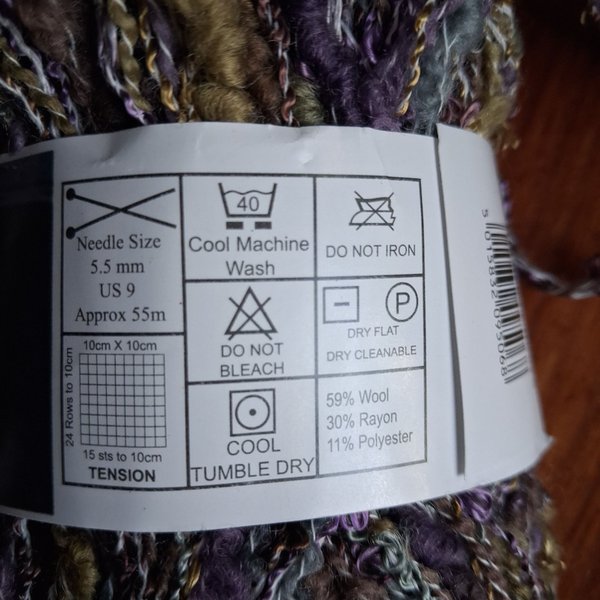 Needle Size
5.5 mm
US 9
Approx 55m
10cm X 10cm
24 Rows to 10cm
15 sts to 10cm
TENSION
40
Cool Machine
Wash
DO NOT
BLEACH
COOL
TUMBLE DRY
DO NOT IRON
P
DRY FLAT
DRY CLEANABLE
59% Wool
30% Rayon
11% Polyester